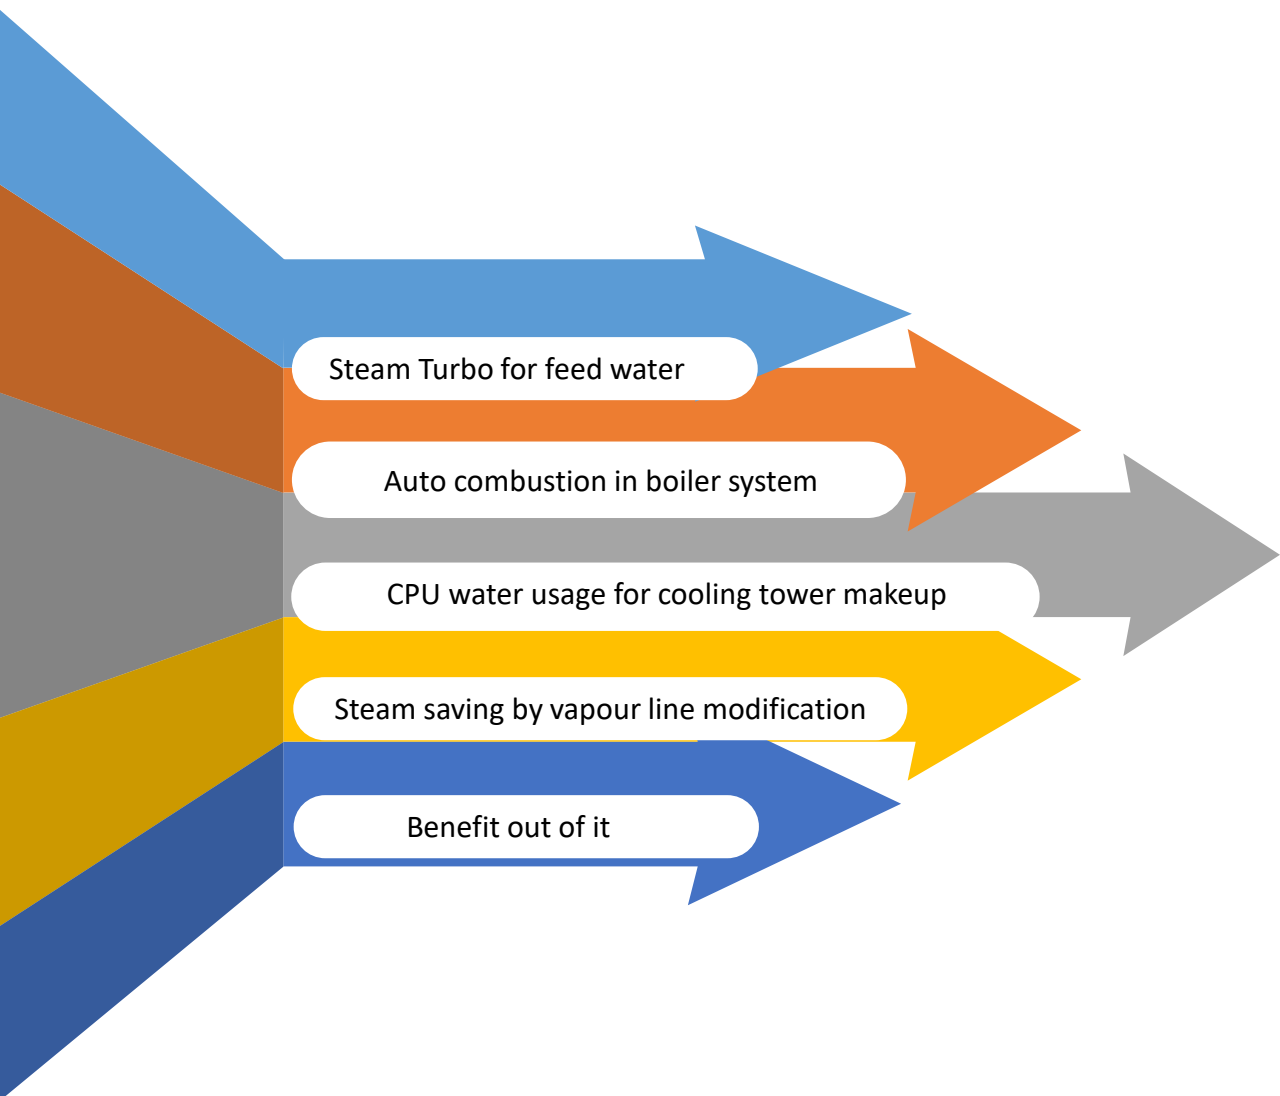 Steam Turbo for feed water
Auto combustion in boiler system
CPU water usage for cooling tower makeup
Steam saving by vapour line modification
Benefit out of it